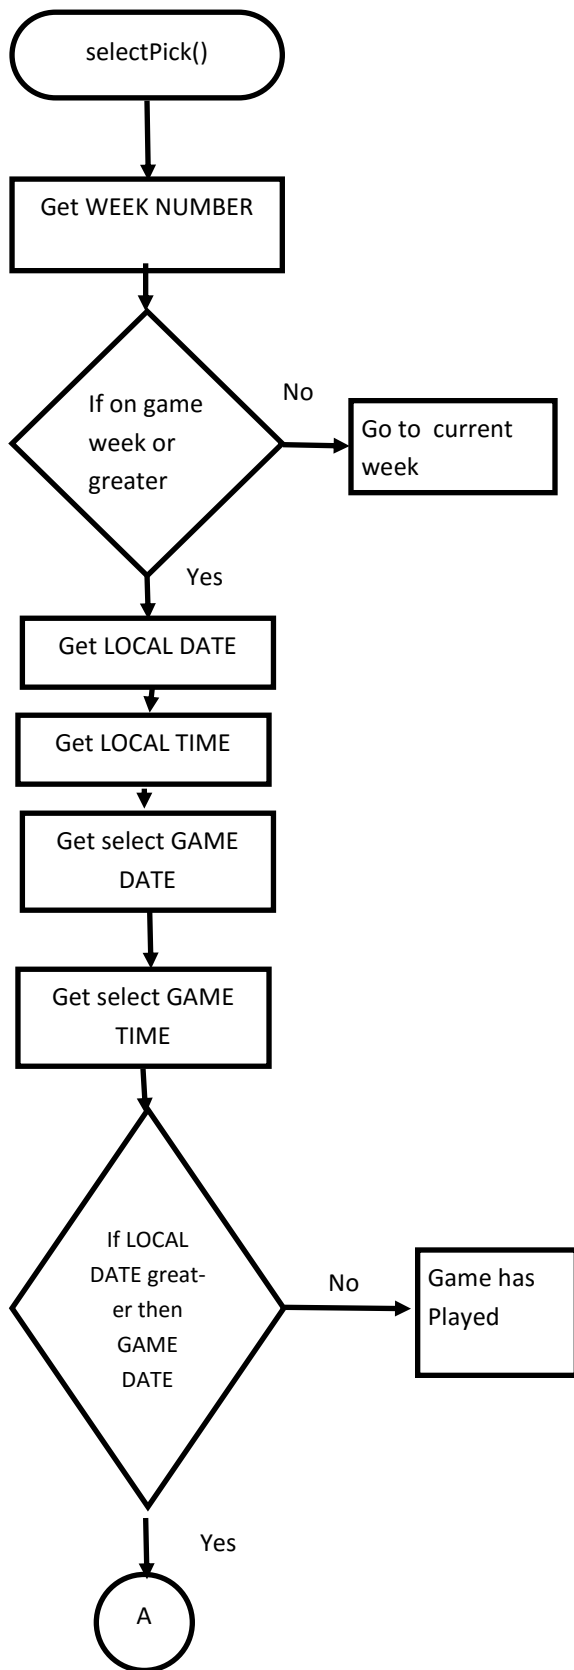 selectPick()
Get WEEK NUMBER
If on game
week or
greater
No
Go to  current
week
Yes
Get LOCAL DATE
Get LOCAL TIME
Get select GAME
DATE
Get select GAME
TIME
If LOCAL
DATE great-
er then
GAME
DATE
No
Game has
Played
Yes
A